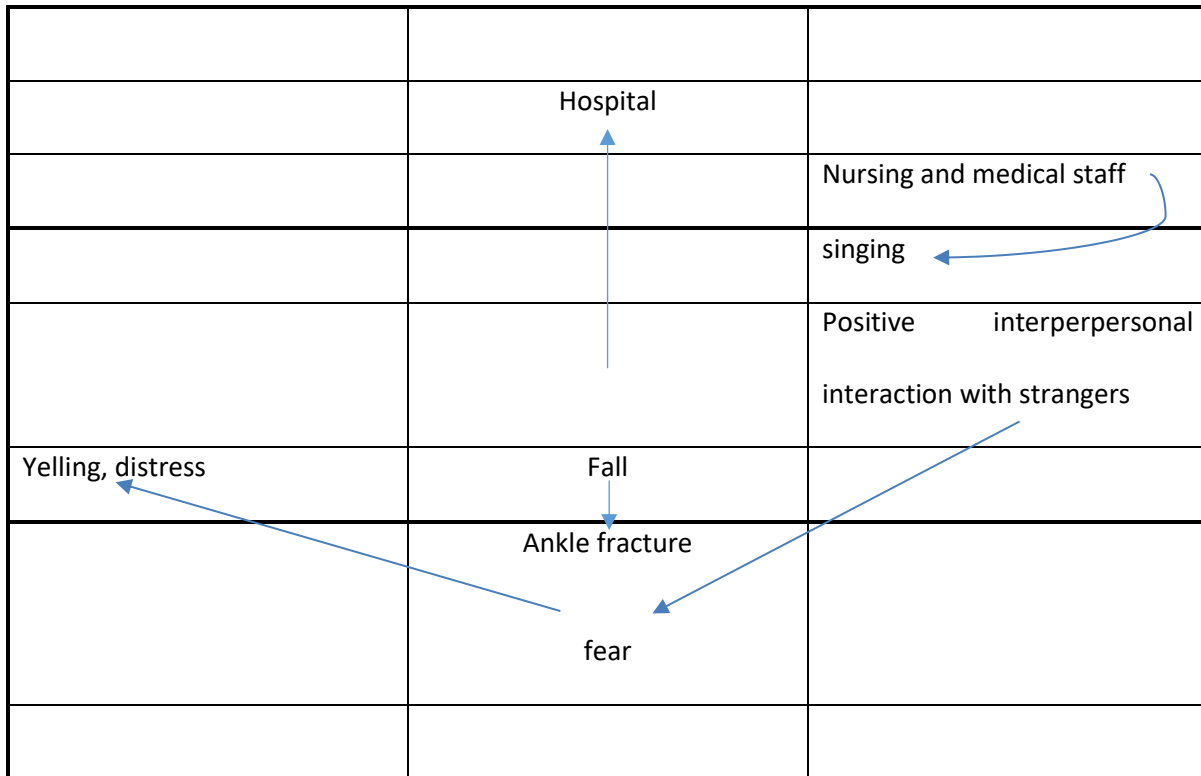 Hospital
Nursing and medical staff
singing
Positive interperpersonal
interaction with strangers
Yelling, distress
Fall
Ankle fracture
fear